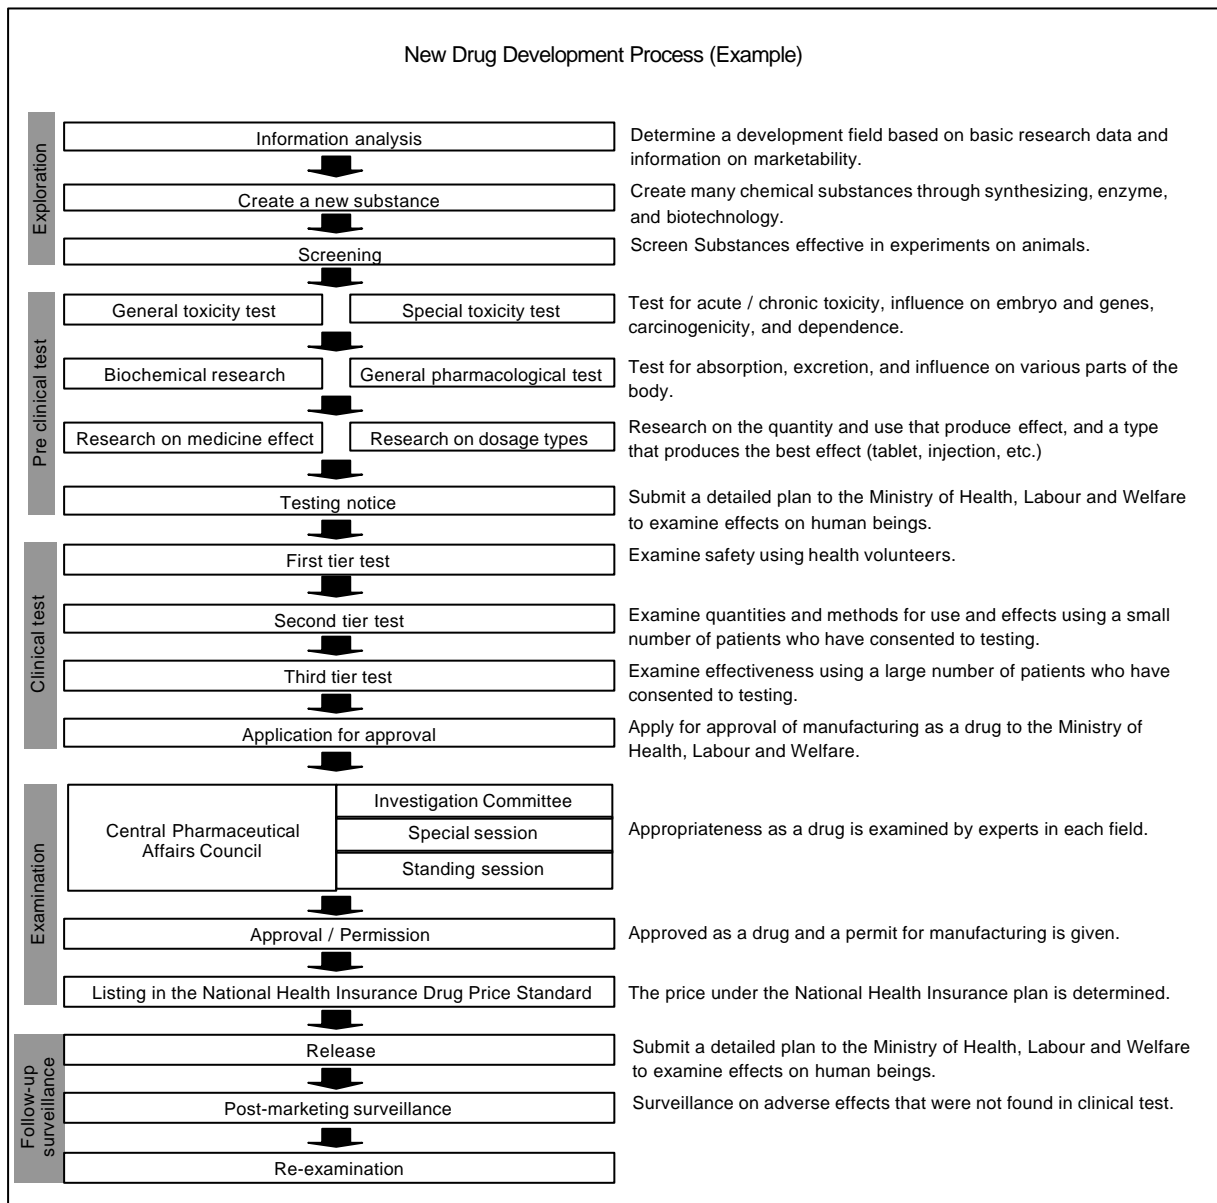 New Drug Development Process (Example)
Exploration
Information analysis
Determine a development field based on basic research data and
information on marketability.
Create a new substance
Create many chemical substances through synthesizing, enzyme,
and biotechnology.
Screening
Screen Substances effective in experiments on animals.
Pre clinical test
General toxicity test
Special toxicity test
Test for acute / chronic toxicity, influence on embryo and genes,
carcinogenicity, and dependence.
Biochemical research
General pharmacological test
Test for absorption, excretion, and influence on various parts of the
body.
Research on medicine effect
Research on dosage types
Research on the quantity and use that produce effect, and a type
that produces the best effect (tablet, injection, etc.)
Testing notice
Submit a detailed plan to the Ministry of Health, Labour and Welfare
to examine effects on human beings.
Clinical test
First tier test
Examine safety using health volunteers.
Second tier test
Examine quantities and methods for use and effects using a small
number of patients who have consented to testing.
Third tier test
Examine effectiveness using a large number of patients who have
consented to testing.
Application for approval
Apply for approval of manufacturing as a drug to the Ministry of
Health, Labour and Welfare.
Examination
Central Pharmaceutical
Affairs Council
Investigation Committee
Special session
Standing session
Appropriateness as a drug is examined by experts in each field.
Approval / Permission
Approved as a drug and a permit for manufacturing is given.
Listing in the National Health Insurance Drug Price Standard
The price under the National Health Insurance plan is determined.
Follow-up
surveillance
Release
Submit a detailed plan to the Ministry of Health, Labour and Welfare
to examine effects on human beings.
Post-marketing surveillance
Surveillance on adverse effects that were not found in clinical test.
Re-examination